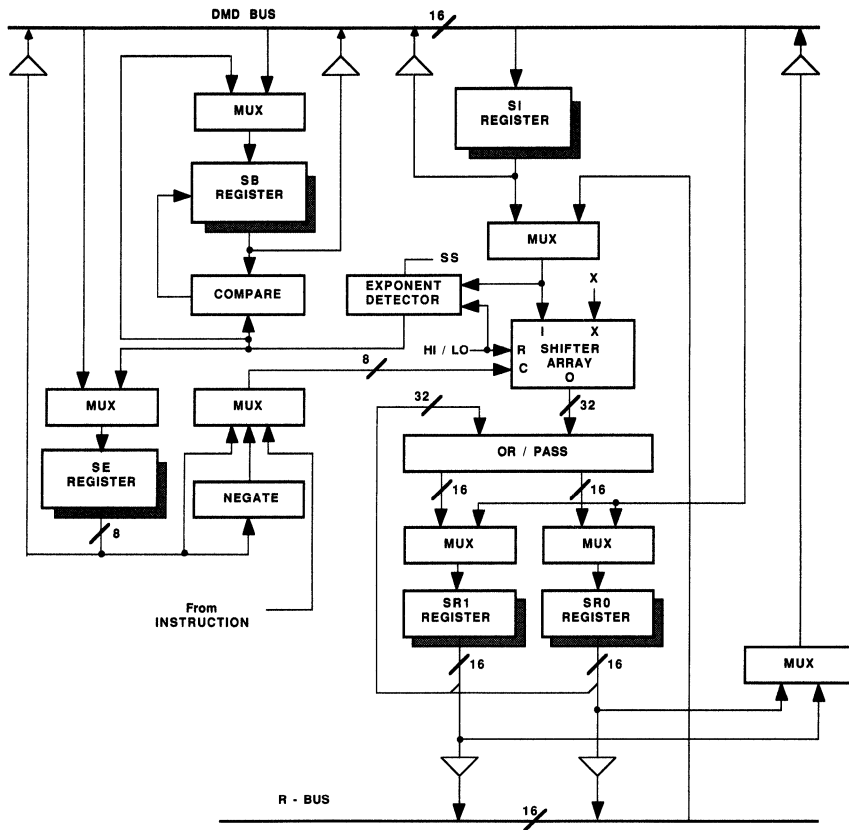 DMD BUS
16
MUX
SI
REGISTER
SB
REGISTER
MUX
SS
COMPARE
EXPONENT
DETECTOR
X
I
X
HI / LO
R
SHIFTER
ARRAY
C
O
8
MUX
MUX
32
32
OR / PASS
SE
REGISTER
NEGATE
16
16
8
MUX
MUX
From
INSTRUCTION
SR1
REGISTER
SR0
REGISTER
16
16
MUX
R - BUS
16